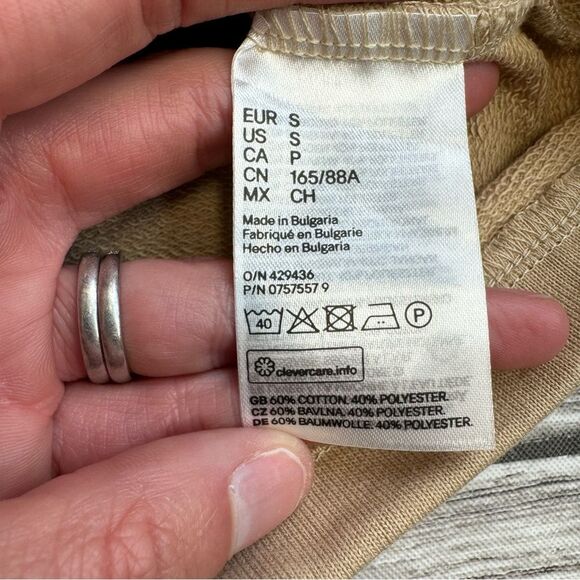 EUR S
US S
CA P
CN 165/88A
MX CH
Made in Bulgaria
Fabriqué en Bulgarie
Hecho en Bulgaria
O/N 429436
P/N 0757557 9
40 P
clevercare.info
GB 60% COTTON, 40% POLYESTER.
CZ 60% BAVLNA, 40% POLYESTER.
DE 60% BAUMWOLLE, 40% POLYESTER.